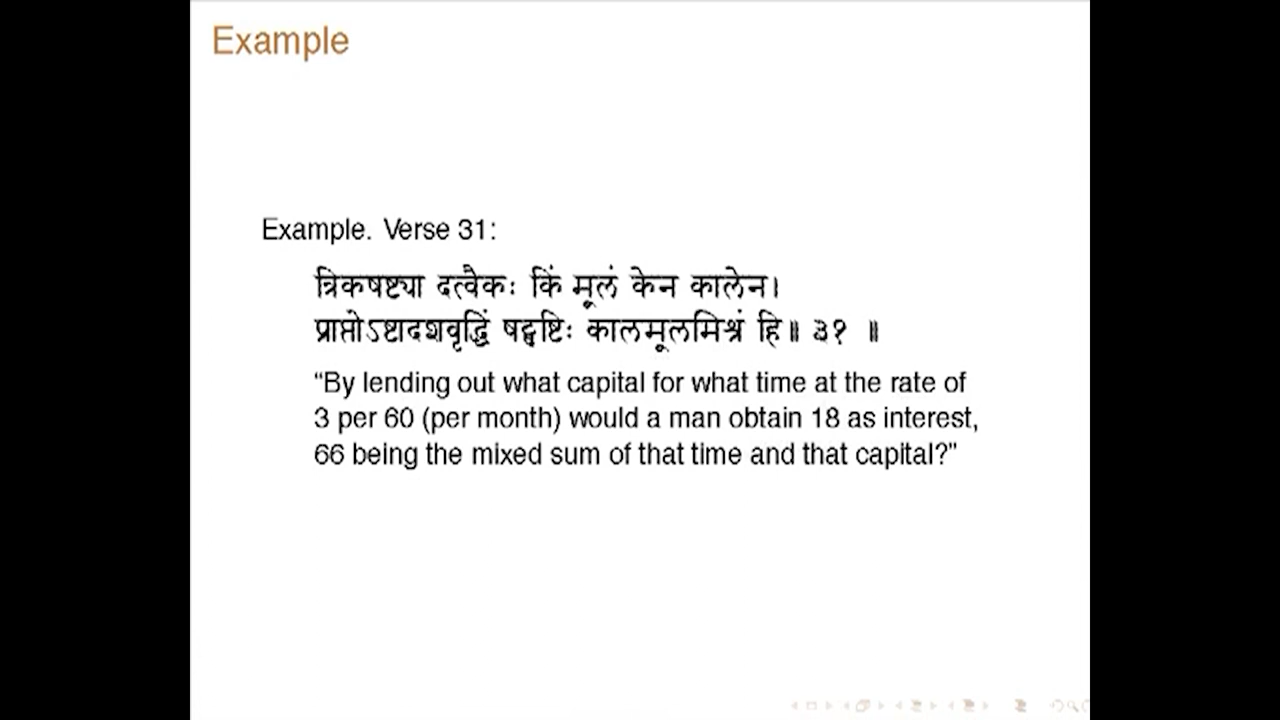 Example
Example. Verse 31:
त्रिकषष्ट्या दत्वैकः किं मूलं केन कालेन।
प्राप्तोऽष्टादशवृद्धिं षट्षष्टिः कालमूलमिश्रं हि॥ ३१ ॥
“By lending out what capital for what time at the rate of
3 per 60 (per month) would a man obtain 18 as interest,
66 being the mixed sum of that time and that capital?”